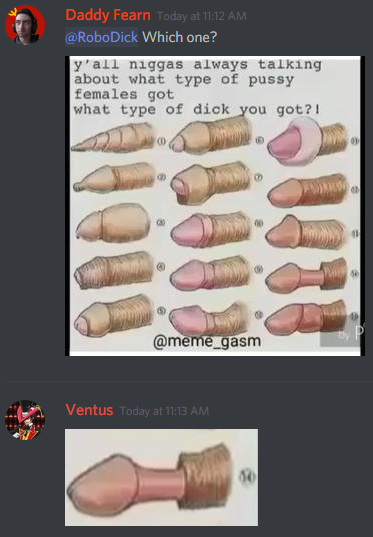 Daddy Fearn Today at 11:12 AM
@RoboDick Which one?
y'all niggas always talking
about what type of pussy
females got
what type of dick you got?!
① ⑥ ⑪
② ⑦ ⑫
③ ⑧ ⑬
④ ⑨ ⑭
⑤ ⑩
@meme_gasm
By P
Ventus Today at 11:13 AM
⑭